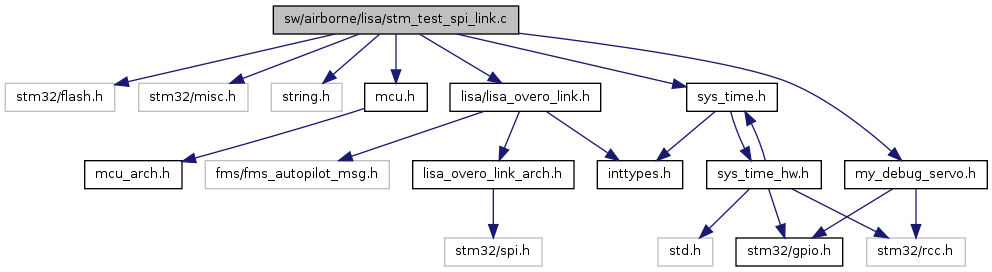 sw/airborne/lisa/stm_test_spi_link.c
stm32/flash.h
stm32/misc.h
string.h
mcu.h
lisa/lisa_overo_link.h
sys_time.h
mcu_arch.h
fms/fms_autopilot_msg.h
lisa_overo_link_arch.h
inttypes.h
sys_time_hw.h
my_debug_servo.h
stm32/spi.h
std.h
stm32/gpio.h
stm32/rcc.h